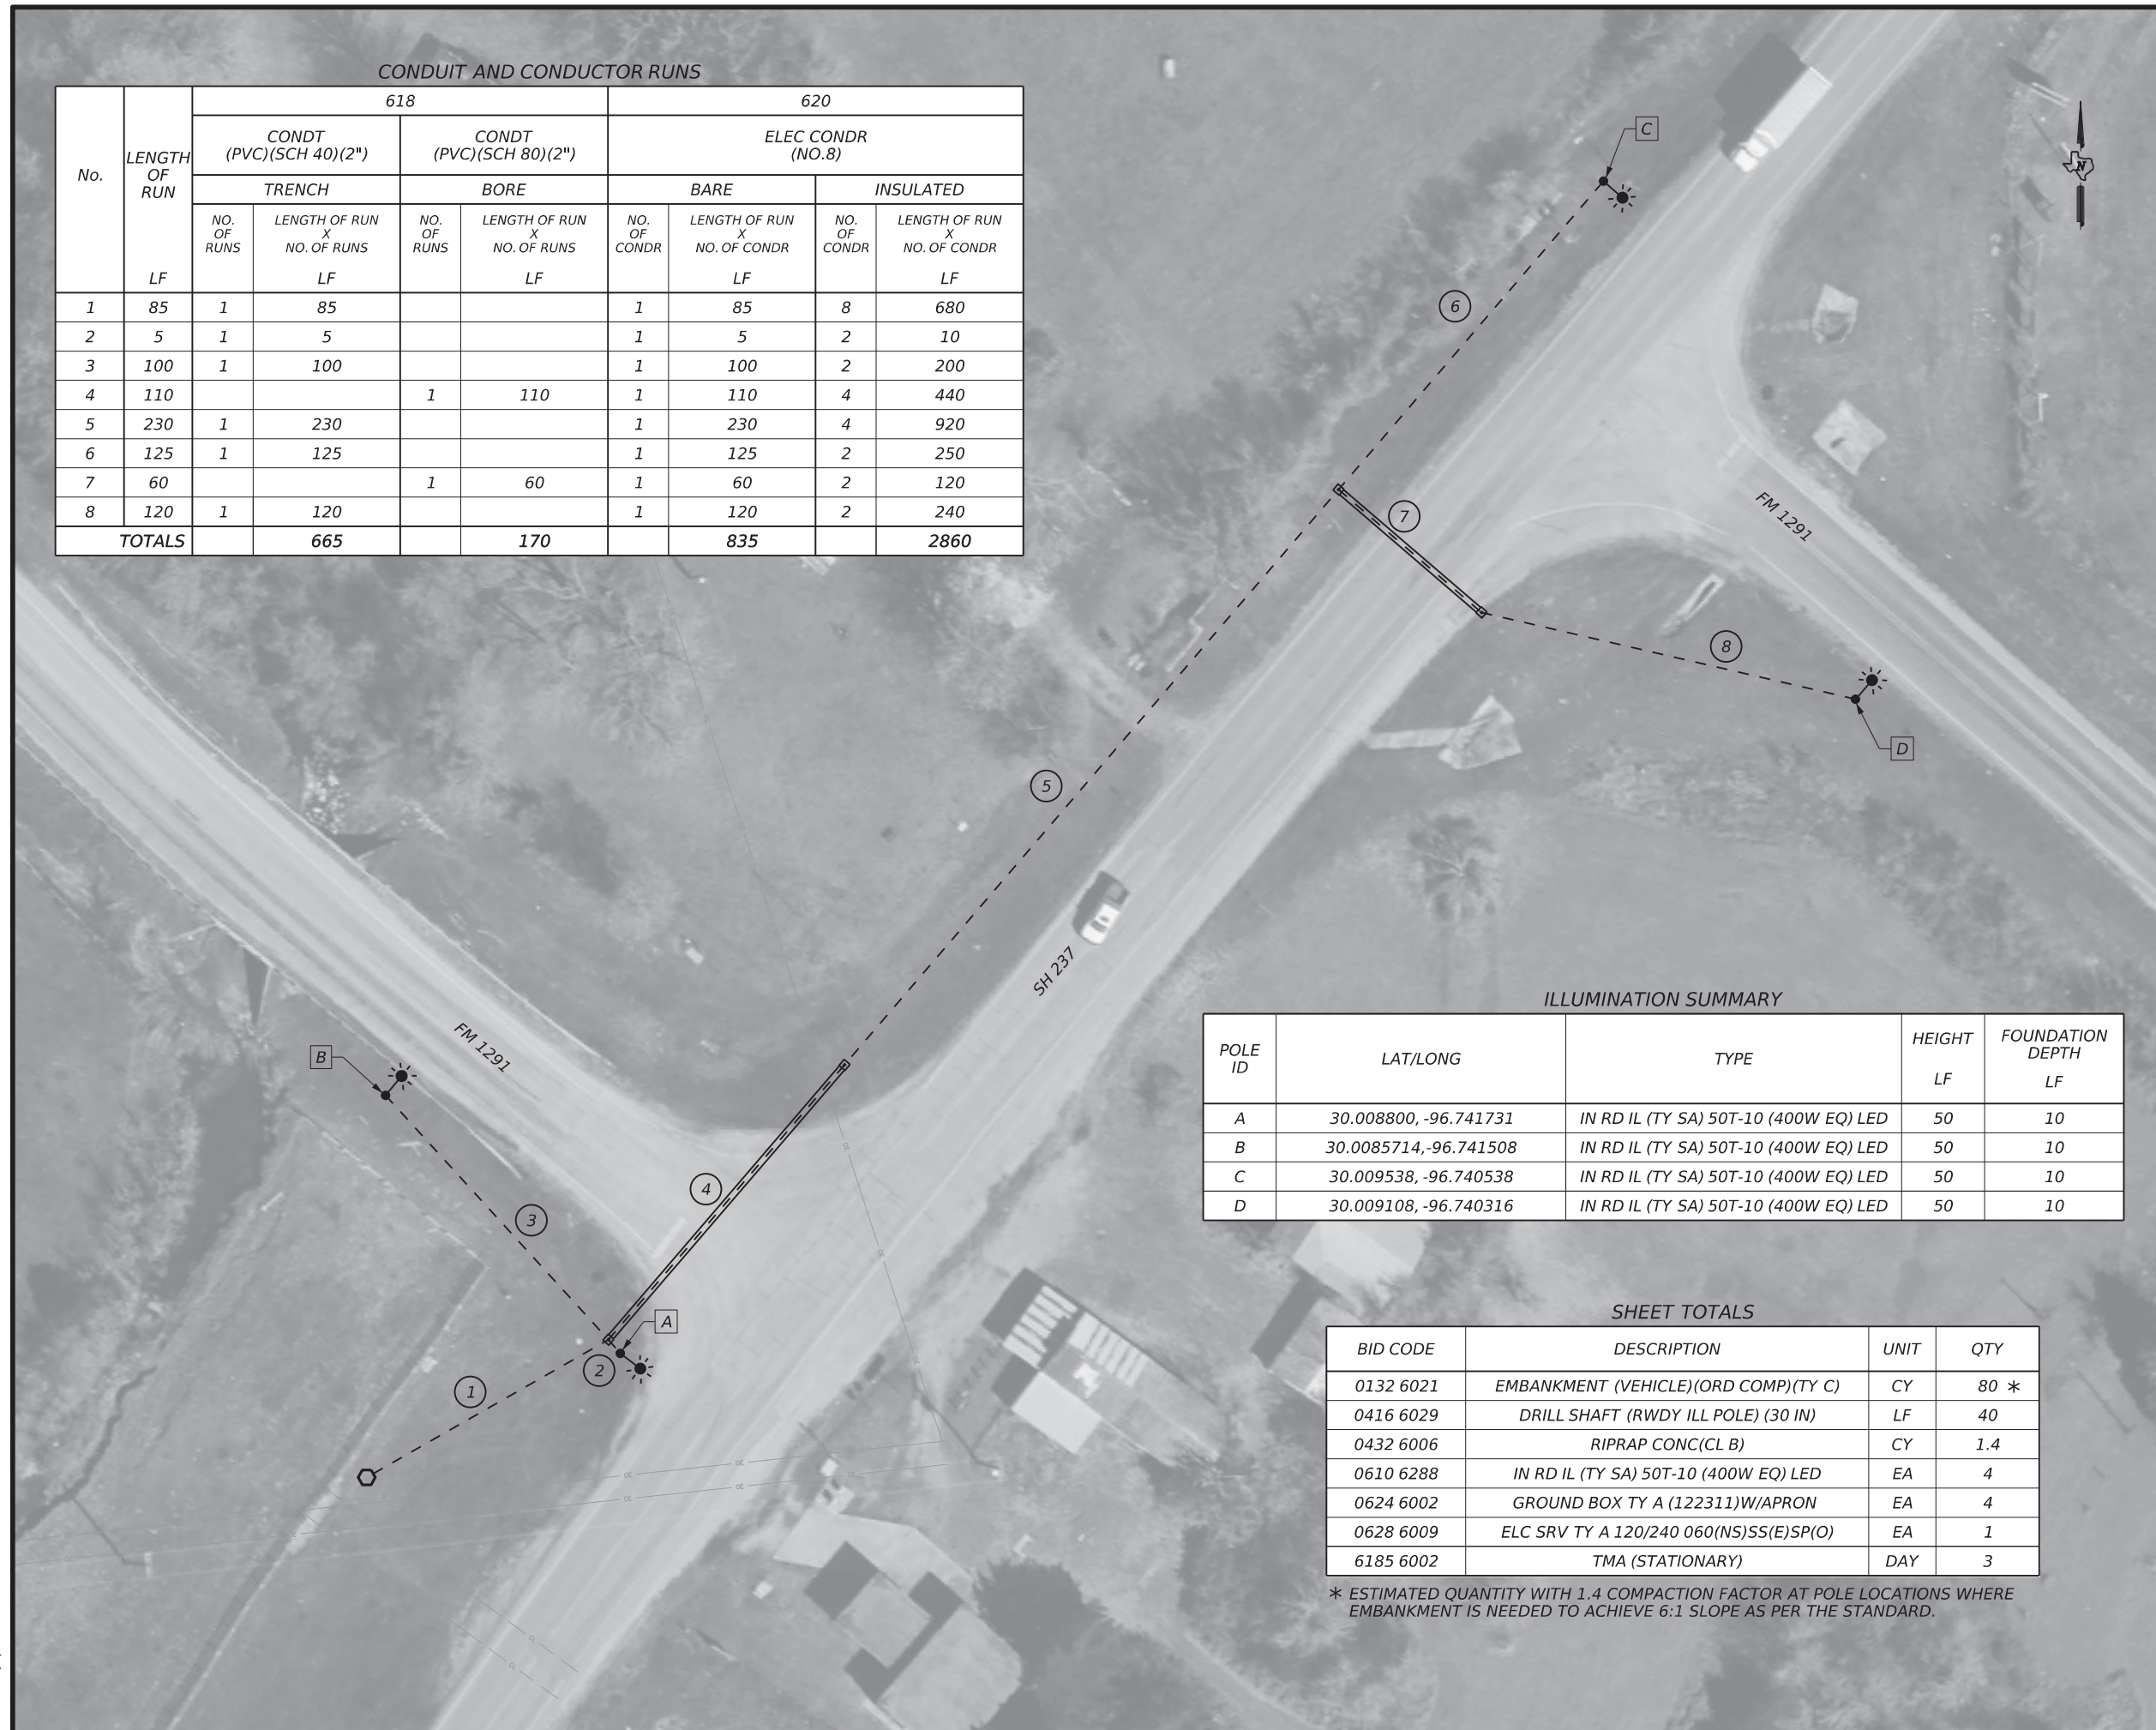 CONDUIT AND CONDUCTOR RUNS
618 620
No. LENGTH OF RUN LF
CONDT (PVC)(SCH 40)(2") CONDT (PVC)(SCH 80)(2") ELEC CONDR (NO.8)
TRENCH BORE BARE INSULATED
NO. OF RUNS LENGTH OF RUN X NO. OF RUNS LF NO. OF RUNS LENGTH OF RUN X NO. OF RUNS LF NO. OF CONDR LENGTH OF RUN X NO. OF CONDR LF NO. OF CONDR LENGTH OF RUN X NO. OF CONDR LF
1 85 1 85 1 85 8 680
2 5 1 5 1 5 2 10
3 100 1 100 1 100 2 200
4 110 1 110 1 110 4 440
5 230 1 230 1 230 4 920
6 125 1 125 1 125 2 250
7 60 1 60 1 60 2 120
8 120 1 120 1 120 2 240
TOTALS 665 170 835 2860
C
N
6
7
FM 1291
8
D
5
SH 237
FM 1291
B
4
3
A
2
1
ILLUMINATION SUMMARY
POLE ID LAT/LONG TYPE HEIGHT LF FOUNDATION DEPTH LF
A 30.008800, -96.741731 IN RD IL (TY SA) 50T-10 (400W EQ) LED 50 10
B 30.0085714,-96.741508 IN RD IL (TY SA) 50T-10 (400W EQ) LED 50 10
C 30.009538, -96.740538 IN RD IL (TY SA) 50T-10 (400W EQ) LED 50 10
D 30.009108, -96.740316 IN RD IL (TY SA) 50T-10 (400W EQ) LED 50 10
SHEET TOTALS
BID CODE DESCRIPTION UNIT QTY
0132 6021 EMBANKMENT (VEHICLE)(ORD COMP)(TY C) CY 80 *
0416 6029 DRILL SHAFT (RWDY ILL POLE) (30 IN) LF 40
0432 6006 RIPRAP CONC(CL B) CY 1.4
0610 6288 IN RD IL (TY SA) 50T-10 (400W EQ) LED EA 4
0624 6002 GROUND BOX TY A (122311)W/APRON EA 4
0628 6009 ELC SRV TY A 120/240 060(NS)SS(E)SP(O) EA 1
6185 6002 TMA (STATIONARY) DAY 3
* ESTIMATED QUANTITY WITH 1.4 COMPACTION FACTOR AT POLE LOCATIONS WHERE
EMBANKMENT IS NEEDED TO ACHIEVE 6:1 SLOPE AS PER THE STANDARD.